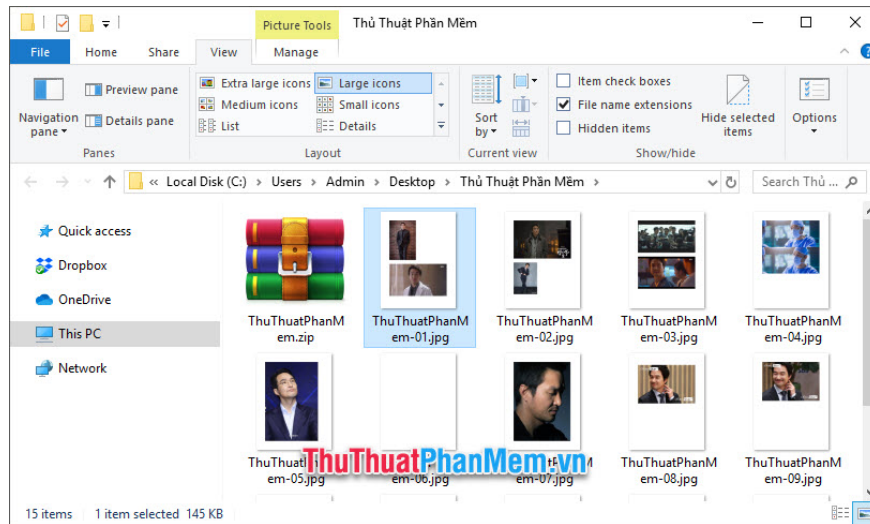 Picture Tools Thủ Thuật Phần Mềm
File Home Share View Manage
Navigation pane
Preview pane
Details pane
Panes
Extra large icons Large icons
Medium icons Small icons
List Details
Layout
Sort by
Current view
Item check boxes
File name extensions
Hidden items
Hide selected items
Show/hide
Options
« Local Disk (C:) > Users > Admin > Desktop > Thủ Thuật Phần Mềm >
Search Thủ ...
Quick access
Dropbox
OneDrive
This PC
Network
ThuThuatPhanM
em.zip
ThuThuatPhanM
em-01.jpg
ThuThuatPhanM
em-02.jpg
ThuThuatPhanM
em-03.jpg
ThuThuatPhanM
em-04.jpg
em-05.jpg
em-06.jpg
em-07.jpg
ThuThuatPhanM
em-08.jpg
ThuThuatPhanM
em-09.jpg
ThuThuatPhanMem.vn
15 items 1 item selected 145 KB